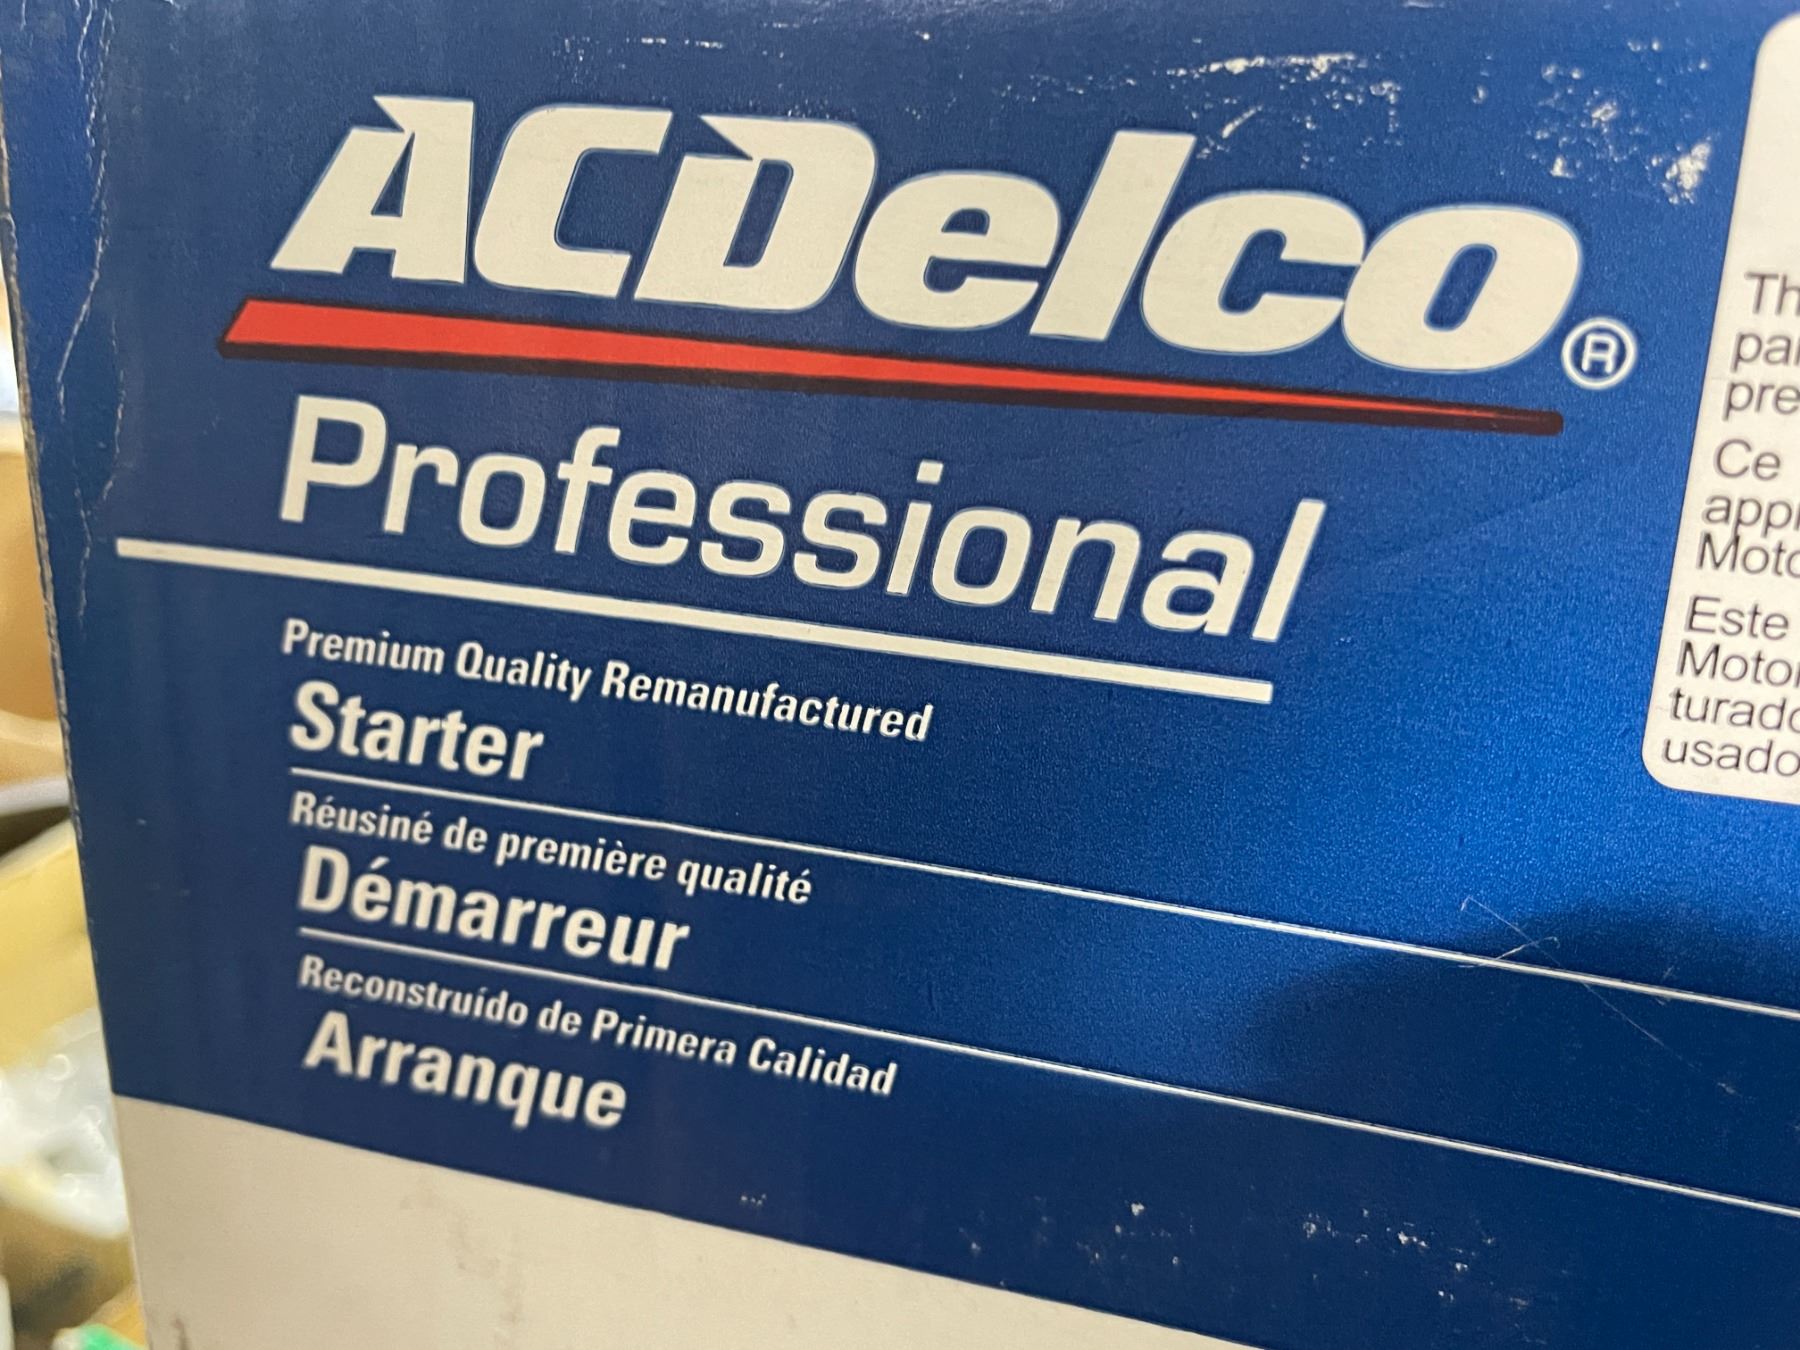 ACDelco®
Professional
Premium Quality Remanufactured
Starter
Réusiné de première qualité
Démarreur
Reconstruído de Primera Calidad
Arranque
Th
par
pre
Ce
appr
Moto
Este
Motor
turado
usado